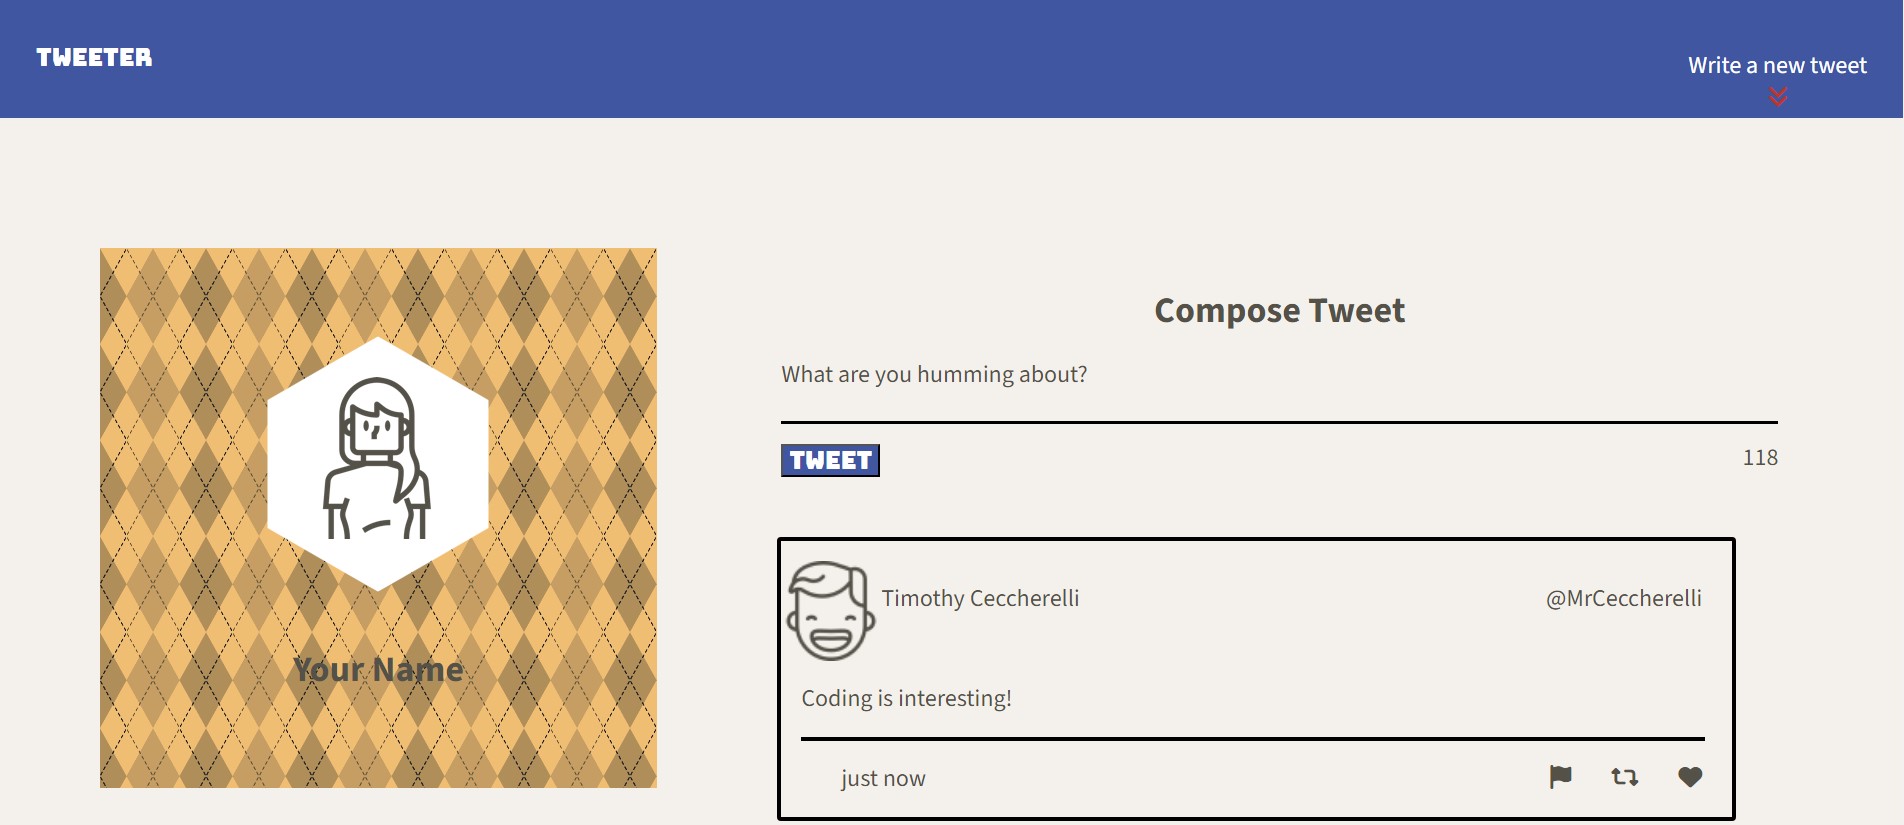 TWEETER
Write a new tweet
Your Name
Compose Tweet
What are you humming about?
TWEET
118
Timothy Ceccherelli
@MrCeccherelli
Coding is interesting!
just now